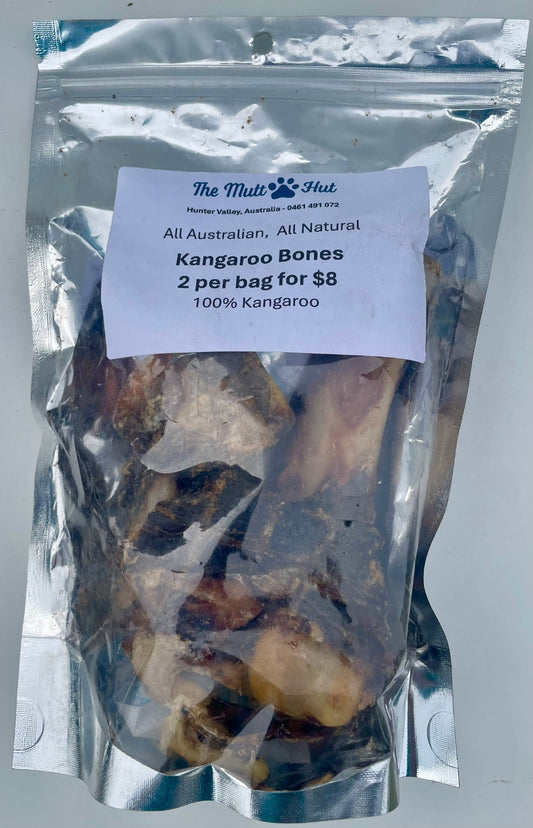 The Mutt Hut
Hunter Valley, Australia - 0461 491 072
All Australian, All Natural
Kangaroo Bones
2 per bag for $8
100% Kangaroo